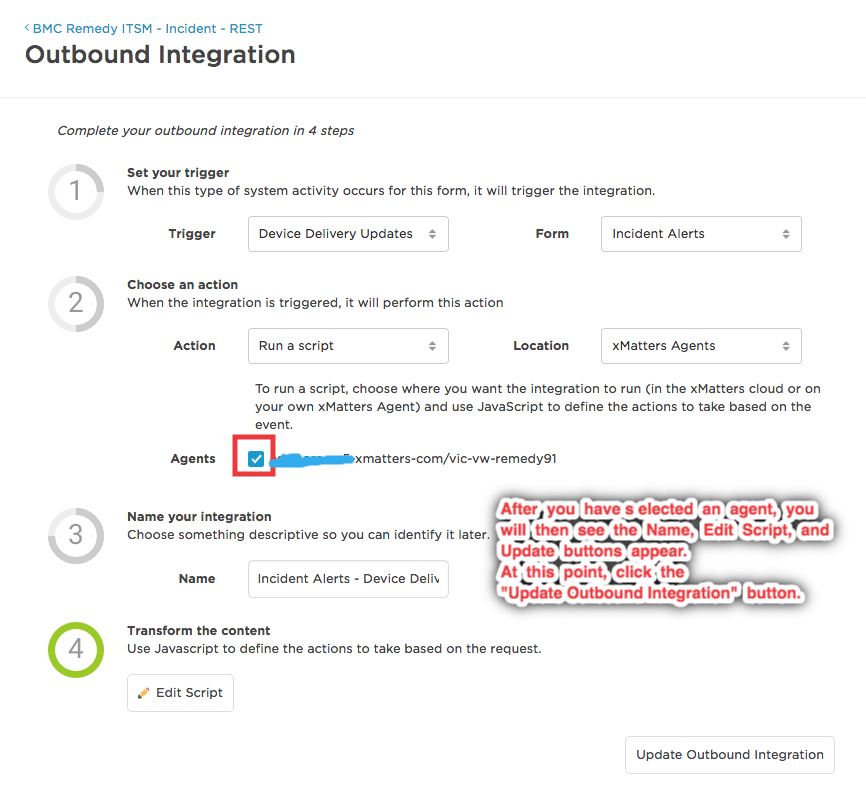 BMC Remedy ITSM - Incident - REST
Outbound Integration
Complete your outbound integration in 4 steps
1
Set your trigger
When this type of system activity occurs for this form, it will trigger the integration.
Trigger Device Delivery Updates Form Incident Alerts
2
Choose an action
When the integration is triggered, it will perform this action
Action Run a script Location xMatters Agents
To run a script, choose where you want the integration to run (in the xMatters cloud or on
your own xMatters Agent) and use JavaScript to define the actions to take based on the
event.
Agents xmatters-com/vic-vw-remedy91
3
Name your integration
Choose something descriptive so you can identify it later.
Name Incident Alerts - Device Deliv
After you have s elected an agent, you
will then see the Name, Edit Script, and
Update buttons appear.
At this point, click the
"Update Outbound Integration" button.
4
Transform the content
Use Javascript to define the actions to take based on the request.
Edit Script
Update Outbound Integration